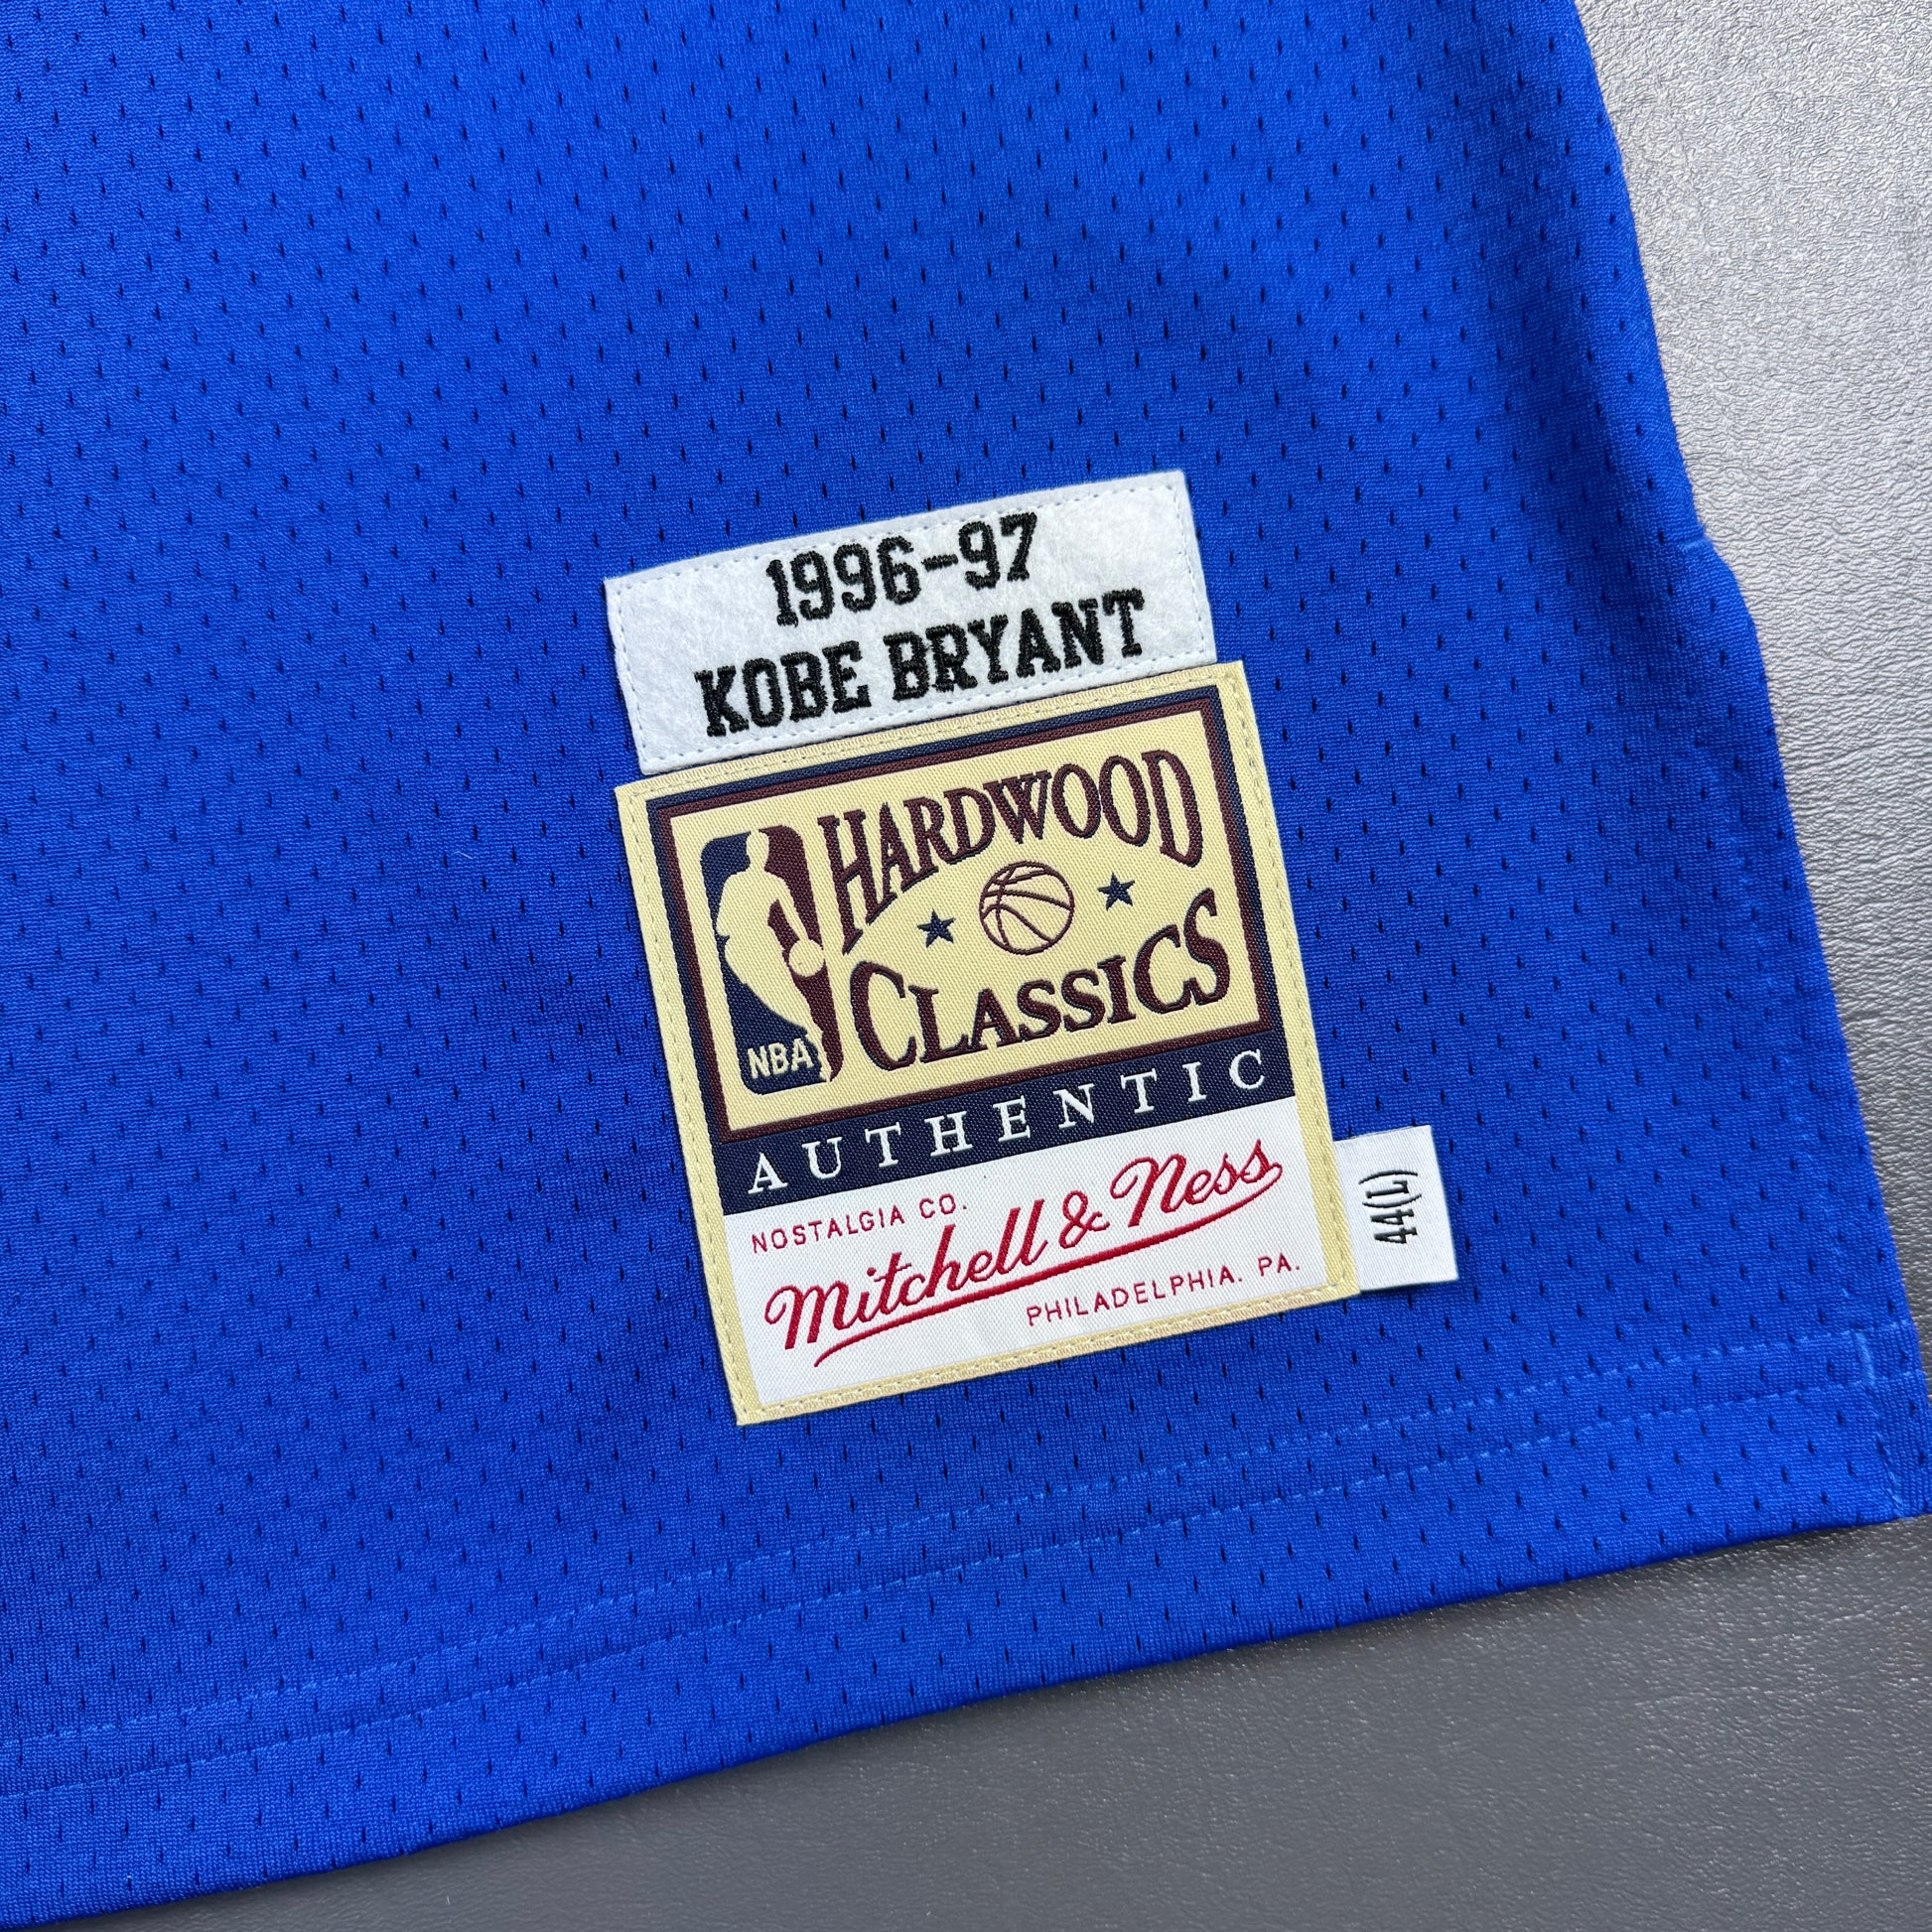 1996-97
KOBE BRYANT
HARDWOOD
CLASSICS
NBA
AUTHENTIC
NOSTALGIA CO.
Mitchell & Ness
PHILADELPHIA. PA.
44(L)